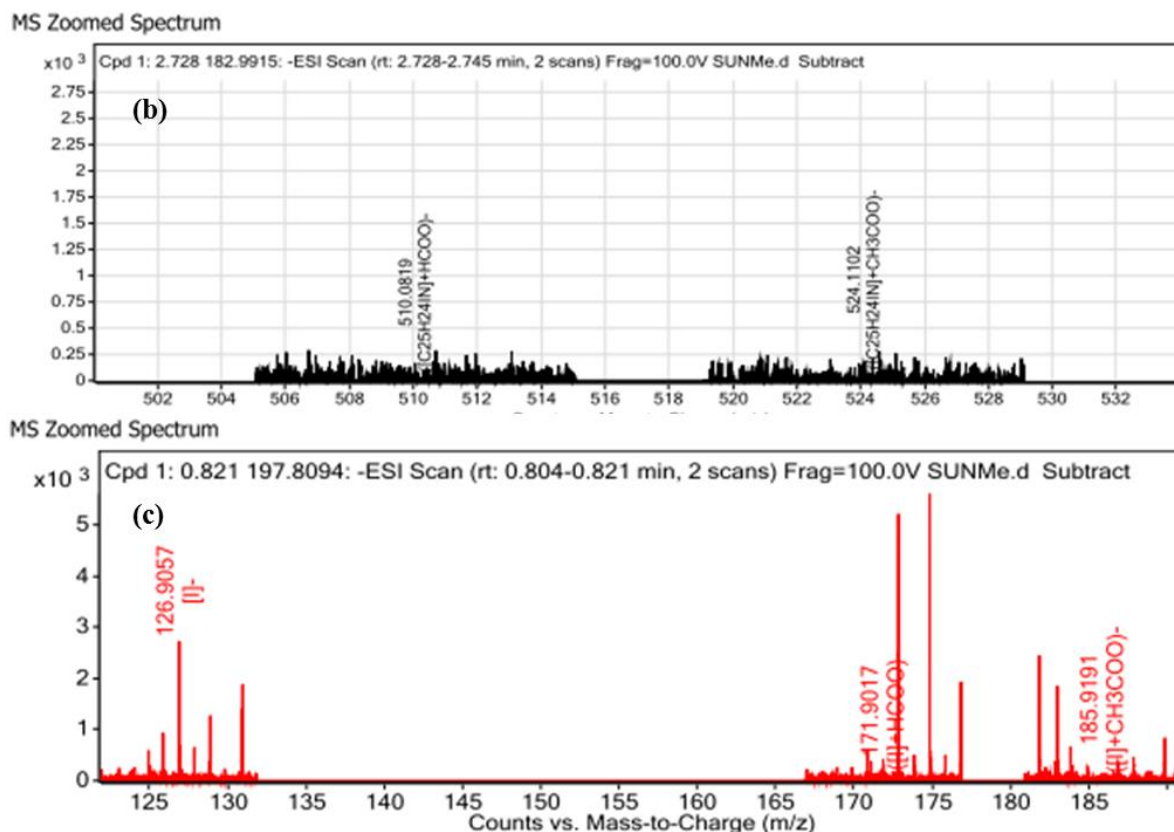 MS Zoomed Spectrum
x10 3 Cpd 1: 2.728 182.9915: -ESI Scan (rt: 2.728-2.745 min, 2 scans) Frag=100.0V SUNMe.d Subtract
(b)
2.75
2.5
2.25
2
1.75
1.5
1.25
1
0.75
0.5
0.25
0
510.0819
[C25H24IN]+HCOO)-
524.1102
[C25H24IN]+CH3COO)-
502 504 506 508 510 512 514 516 518 520 522 524 526 528 530 532
MS Zoomed Spectrum
x10 3 Cpd 1: 0.821 197.8094: -ESI Scan (rt: 0.804-0.821 min, 2 scans) Frag=100.0V SUNMe.d Subtract
(c)
5
4
3
2
1
0
126.9057
[I]-
171.9017
([I]+HCOO)
185.9191
([I]+CH3COO)-
125 130 135 140 145 150 155 160 165 170 175 180 185
Counts vs. Mass-to-Charge (m/z)